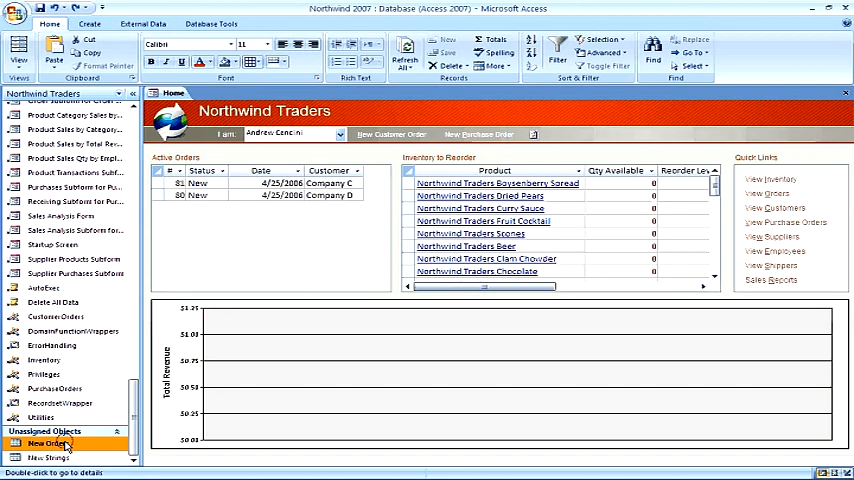 Northwind 2007 : Database (Access 2007) - Microsoft Access
Home Create External Data Database Tools
View
Views
Paste
Cut
Copy
Format Painter
Clipboard
Calibri 11
B I U A
Font
Rich Text
Refresh All
New
Save
Delete
Totals
Spelling
More
Records
Filter
Selection
Advanced
Toggle Filter
Sort & Filter
Find
Replace
Go To
Select
Find
Northwind Traders
Product Category Sales by...
Product Sales by Category...
Product Sales by Total Rev...
Product Sales Qty by Empl...
Product Transactions Subf...
Purchases Subform for Pu...
Receiving Subform for Pur...
Sales Analysis Form
Sales Analysis Subform for...
Startup Screen
Supplier Products Subform
Supplier Purchases Subform
AutoExec
Delete All Data
CustomerOrders
DomainFunctionWrappers
ErrorHandling
Inventory
Privileges
PurchaseOrders
RecordsetWrapper
Utilities
Unassigned Objects
New Strings
Home
Northwind Traders
I am: Andrew Cencini New Customer Order New Purchase Order
Active Orders
# Status Date Customer
81 New 4/25/2006 Company C
80 New 4/25/2006 Company D
Inventory to Reorder
Product Qty Available Reorder Lev
Northwind Traders Boysenberry Spread 0
Northwind Traders Dried Pears 0
Northwind Traders Curry Sauce 0
Northwind Traders Fruit Cocktail 0
Northwind Traders Scones 0
Northwind Traders Beer 0
Northwind Traders Clam Chowder 0
Northwind Traders Chocolate 0
Quick Links
View Inventory
View Orders
View Customers
View Purchase Orders
View Suppliers
View Employees
View Shippers
Sales Reports
Total Revenue
$1.25
$1.00
$0.75
$0.50
$0.25
$0.00
Double-click to go to details